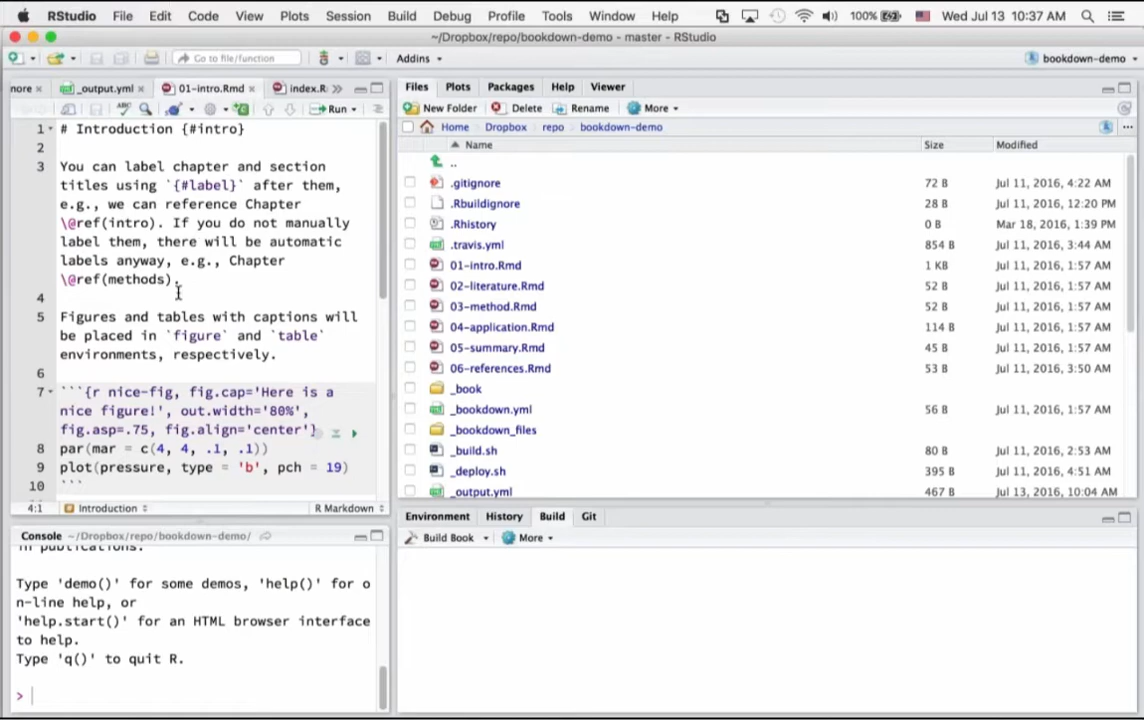 RStudio File Edit Code View Plots Session Build Debug Profile Tools Window Help 100% Wed Jul 13 10:37 AM
~/Dropbox/repo/bookdown-demo - master - RStudio
Go to file/function Addins bookdown-demo
nore _output.yml 01-intro.Rmd index.R
ABC Run
1 # Introduction {#intro}
2
3 You can label chapter and section
titles using `{#label}` after them,
e.g., we can reference Chapter
\@ref(intro). If you do not manually
label them, there will be automatic
labels anyway, e.g., Chapter
\@ref(methods).
4
5 Figures and tables with captions will
be placed in `figure` and `table`
environments, respectively.
6
7 ```{r nice-fig, fig.cap='Here is a
nice figure!', out.width='80%',
fig.asp=.75, fig.align='center'}
8 par(mar = c(4, 4, .1, .1))
9 plot(pressure, type = 'b', pch = 19)
10 ```
4:1 Introduction R Markdown
Console ~/Dropbox/repo/bookdown-demo/
in publications.
Type 'demo()' for some demos, 'help()' for o
n-line help, or
'help.start()' for an HTML browser interface
to help.
Type 'q()' to quit R.
>
Files Plots Packages Help Viewer
New Folder Delete Rename More
Home Dropbox repo bookdown-demo ...
Name Size Modified
..
.gitignore 72 B Jul 11, 2016, 4:22 AM
.Rbuildignore 28 B Jul 11, 2016, 12:20 PM
.Rhistory 0 B Mar 18, 2016, 1:39 PM
.travis.yml 854 B Jul 11, 2016, 3:44 AM
01-intro.Rmd 1 KB Jul 11, 2016, 1:57 AM
02-literature.Rmd 52 B Jul 11, 2016, 1:57 AM
03-method.Rmd 52 B Jul 11, 2016, 1:57 AM
04-application.Rmd 114 B Jul 11, 2016, 1:57 AM
05-summary.Rmd 45 B Jul 11, 2016, 1:57 AM
06-references.Rmd 53 B Jul 11, 2016, 3:50 AM
_book
_bookdown.yml 56 B Jul 11, 2016, 1:57 AM
_bookdown_files
_build.sh 80 B Jul 11, 2016, 2:53 AM
_deploy.sh 395 B Jul 11, 2016, 4:51 AM
_output.yml 467 B Jul 13, 2016, 10:04 AM
Environment History Build Git
Build Book More